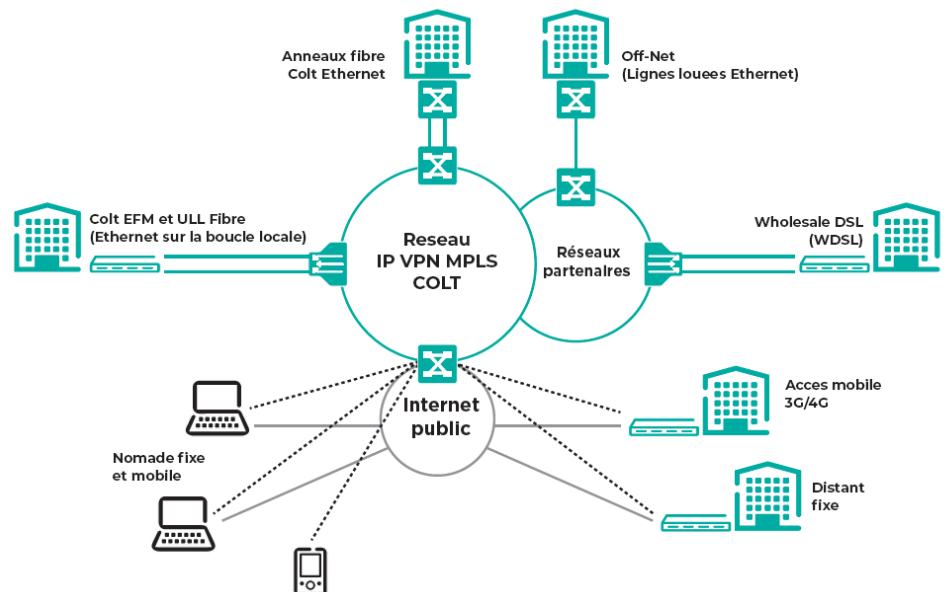 Anneaux fibre
Colt Ethernet
Off-Net
(Lignes louees Ethernet)
Colt EFM et ULL Fibre
(Ethernet sur la boucle locale)
Reseau
IP VPN MPLS
COLT
Réseaux
partenaires
Wholesale DSL
(WDSL)
Internet
public
Acces mobile
3G/4G
Nomade fixe
et mobile
Distant
fixe